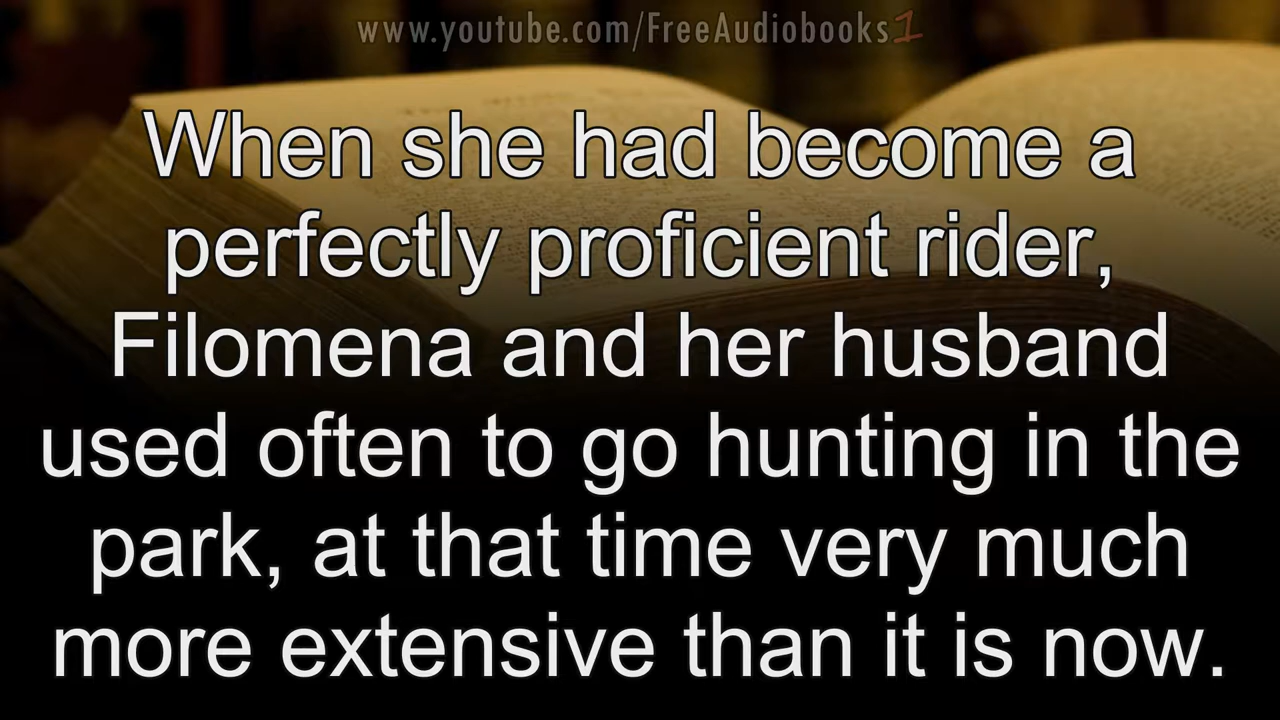 www.youtube.com/FreeAudiobooks1
When she had become a
perfectly proficient rider,
Filomena and her husband
used often to go hunting in the
park, at that time very much
more extensive than it is now.